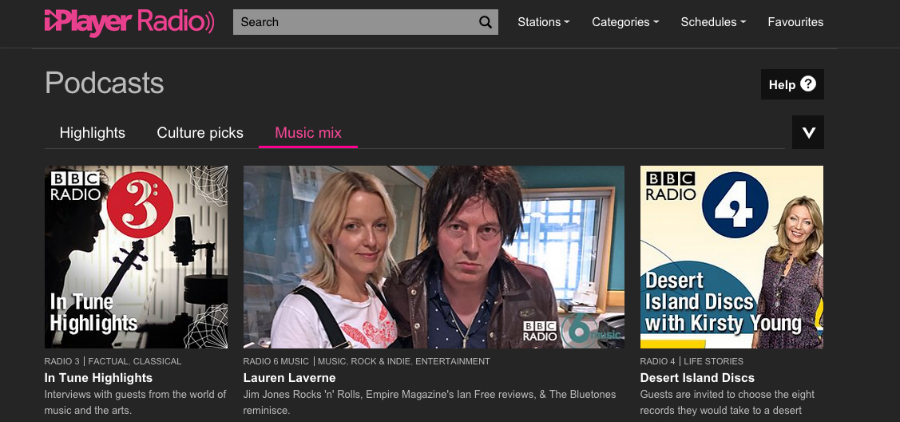 iPlayer Radio
Search
Stations
Categories
Schedules
Favourites
Podcasts
Help ?
Highlights
Culture picks
Music mix
BBC
RADIO
3
In Tune
Highlights
RADIO 3 | FACTUAL, CLASSICAL
In Tune Highlights
Interviews with guests from the world of
music and the arts.
BBC
RADIO
6 music
RADIO 6 MUSIC | MUSIC, ROCK & INDIE, ENTERTAINMENT
Lauren Laverne
Jim Jones Rocks 'n' Rolls, Empire Magazine's Ian Free reviews, & The Bluetones
reminisce.
BBC
RADIO
4
Desert
Island Discs
with Kirsty Young
RADIO 4 | LIFE STORIES
Desert Island Discs
Guests are invited to choose the eight
records they would take to a desert